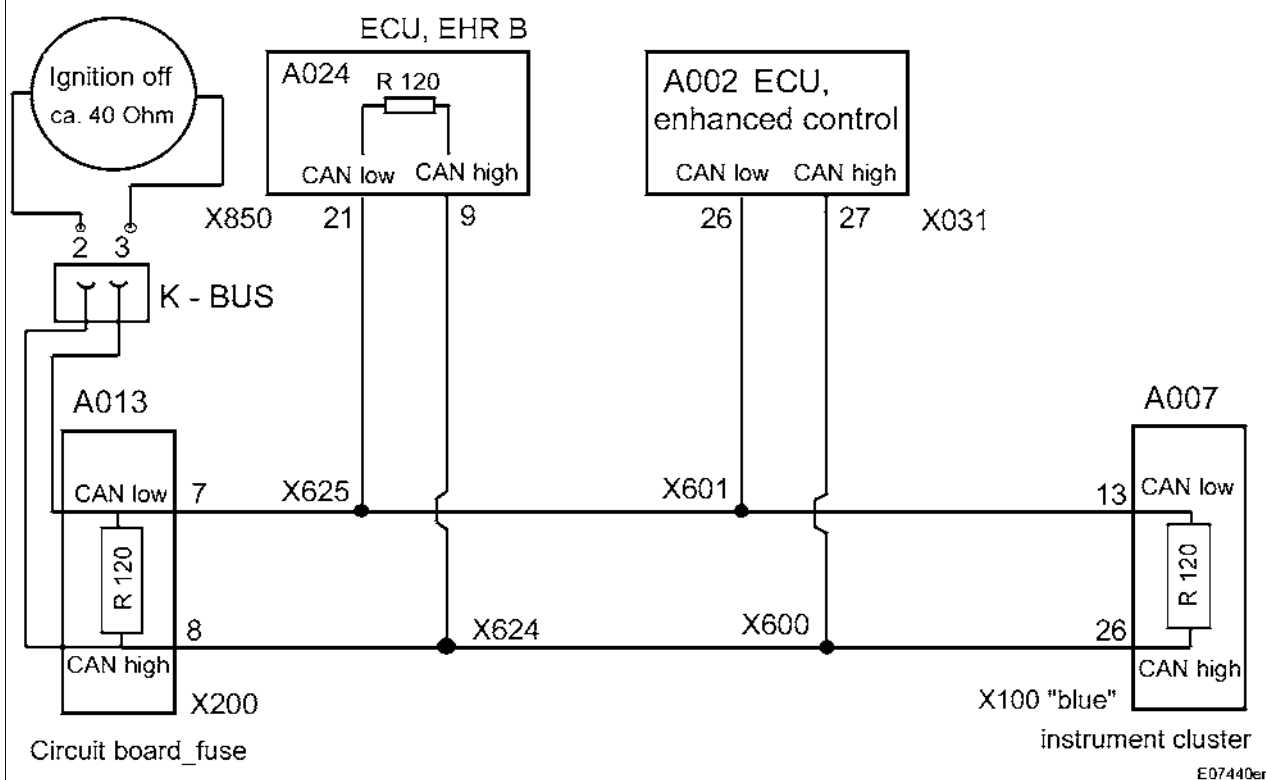 ECU, EHR B
Ignition off
ca. 40 Ohm
A024
R 120
CAN low
CAN high
A002 ECU,
enhanced control
CAN low
CAN high
X850
21
9
26
27
X031
2
3
K - BUS
A013
A007
CAN low
7
X625
X601
13
CAN low
R 120
R 120
8
X624
X600
26
CAN high
CAN high
X200
X100 "blue"
Circuit board_fuse
instrument cluster
E07440en